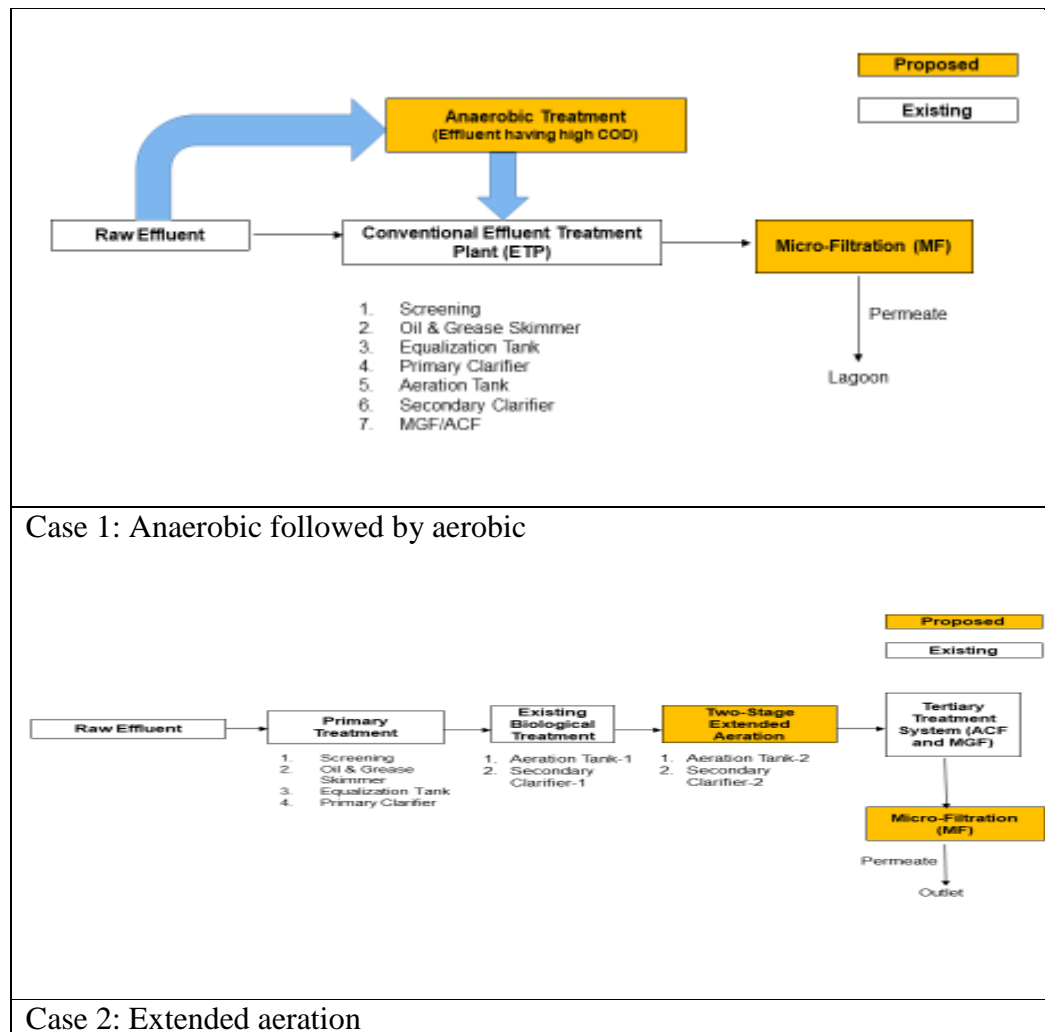 Proposed
Existing
Anaerobic Treatment
(Effluent having high COD)
Raw Effluent
Conventional Effluent Treatment
Plant (ETP)
Micro-Filtration (MF)
1. Screening
2. Oil & Grease Skimmer
3. Equalization Tank
4. Primary Clarifier
5. Aeration Tank
6. Secondary Clarifier
7. MGF/ACF
Permeate
Lagoon
Case 1: Anaerobic followed by aerobic
Proposed
Existing
Raw Effluent
Primary
Treatment
1. Screening
2. Oil & Grease
Skimmer
3. Equalization Tank
4. Primary Clarifier
Existing
Biological
Treatment
1. Aeration Tank-1
2. Secondary
Clarifier-1
Two-Stage
Extended
Aeration
1. Aeration Tank-2
2. Secondary
Clarifier-2
Tertiary
Treatment
System (ACF
and MGF)
Micro-Filtration
(MF)
Permeate
Outlet
Case 2: Extended aeration